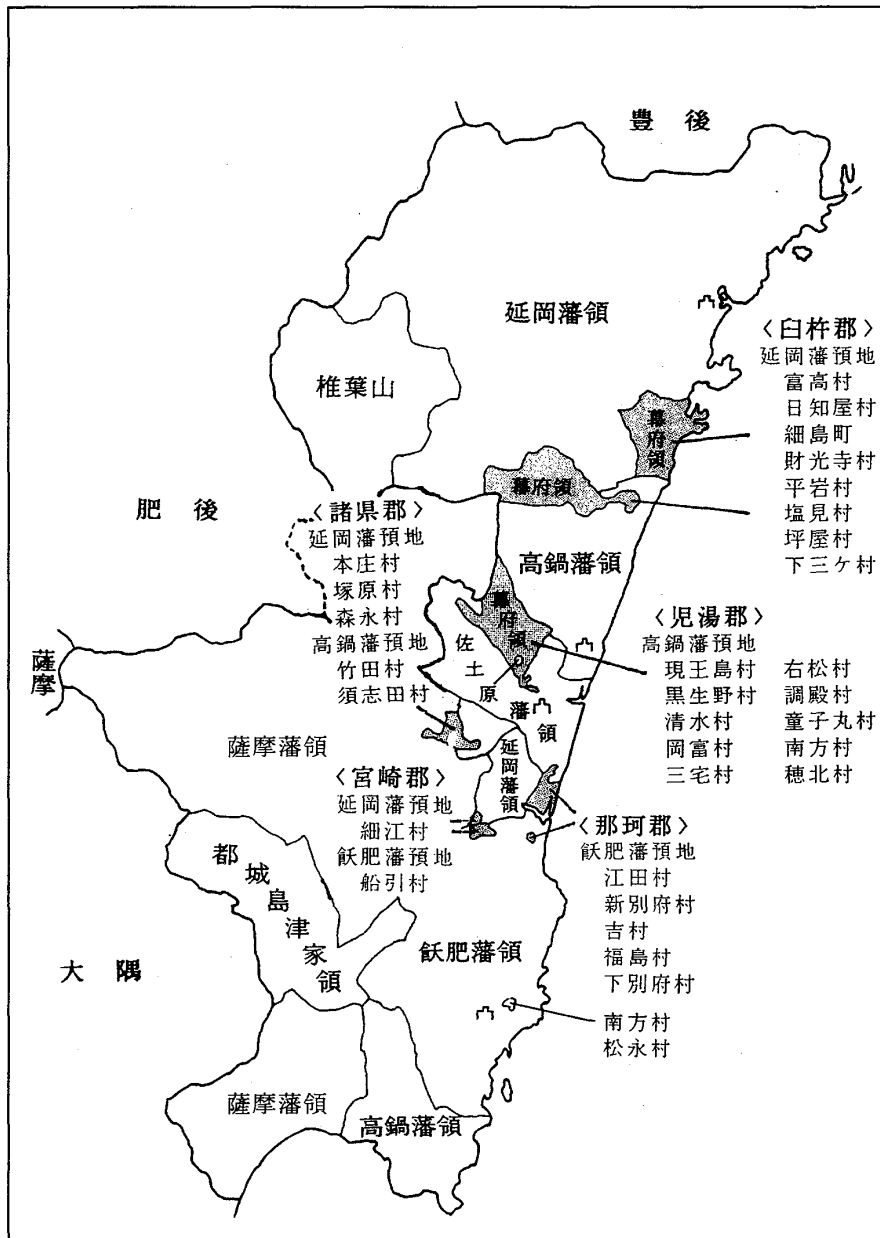 豊後
延岡藩領
椎葉山
肥後
薩摩
大隅
幕府領
幕府領
〈臼杵郡〉
延岡藩預地
富高村
日知屋村
細島町
財光寺村
平岩村
塩見村
坪屋村
下三ケ村
高鍋藩領
〈諸県郡〉
延岡藩預地
本庄村
塚原村
森永村
高鍋藩預地
竹田村
須志田村
幕府領
佐土原藩領
〈児湯郡〉
高鍋藩預地
現王島村 右松村
黒生野村 調殿村
清水村 童子丸村
岡富村 南方村
三宅村 穂北村
薩摩藩領
延岡藩領
〈宮崎郡〉
延岡藩預地
細江村
飫肥藩預地
船引村
〈那珂郡〉
飫肥藩預地
江田村
新別府村
吉村
福島村
下別府村
南方村
松永村
都城島津家領
飫肥藩領
薩摩藩領
高鍋藩領